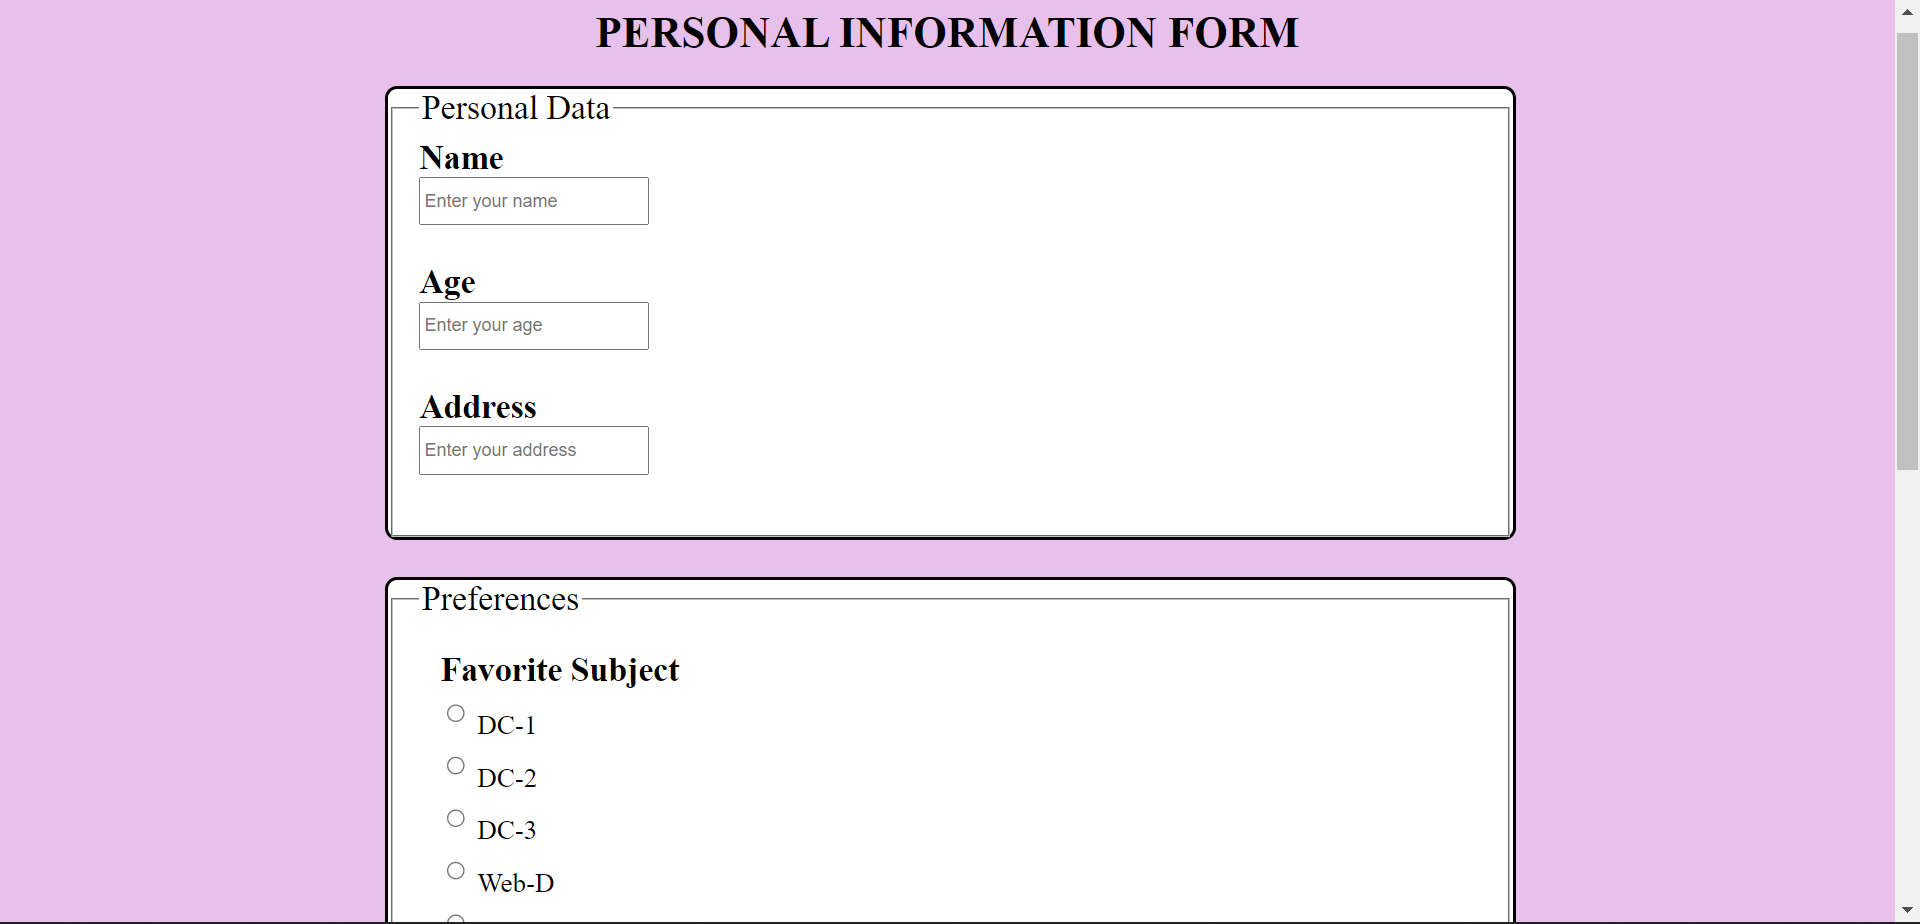 PERSONAL INFORMATION FORM
Personal Data
Name
Enter your name
Age
Enter your age
Address
Enter your address
Preferences
Favorite Subject
DC-1
DC-2
DC-3
Web-D